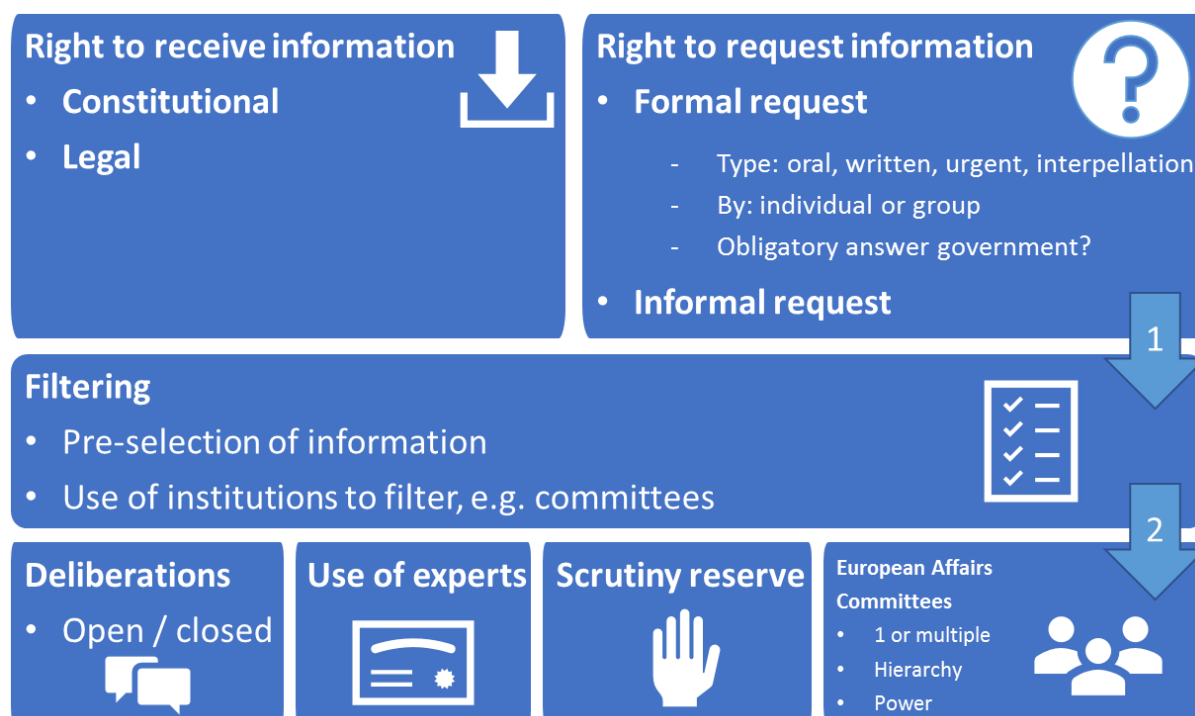 Right to receive information
• Constitutional
• Legal
Right to request information
• Formal request
- Type: oral, written, urgent, interpellation
- By: individual or group
- Obligatory answer government?
• Informal request
1
Filtering
• Pre-selection of information
• Use of institutions to filter, e.g. committees
2
Deliberations
• Open / closed
Use of experts
Scrutiny reserve
European Affairs
Committees
• 1 or multiple
• Hierarchy
• Power